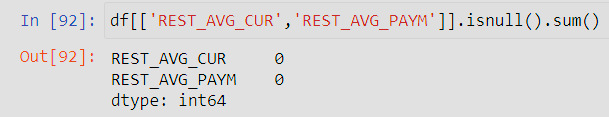 In [92]: df[['REST_AVG_CUR','REST_AVG_PAYM']].isnull().sum()
Out[92]: REST_AVG_CUR     0
REST_AVG_PAYM    0
dtype: int64